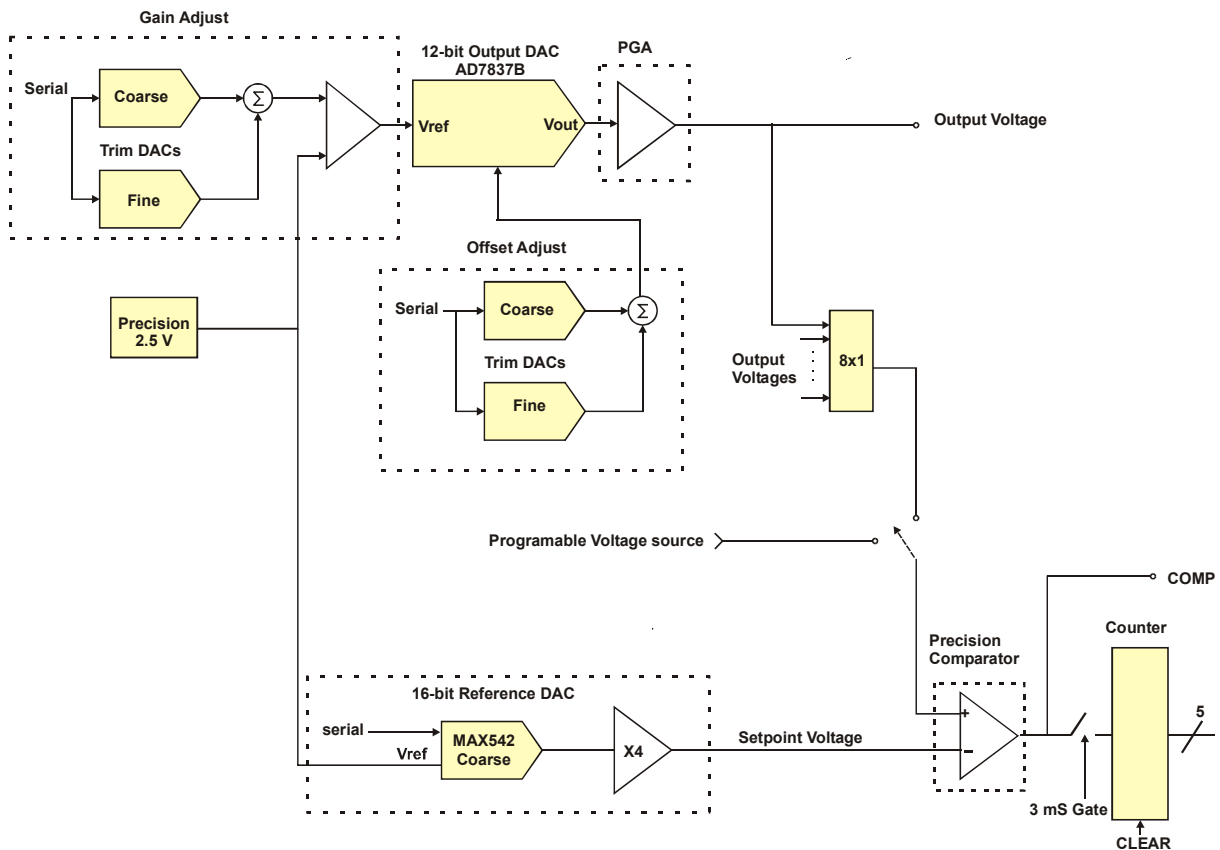 Gain Adjust
Serial
Coarse
Σ
Trim DACs
Fine
12-bit Output DAC
AD7837B
Vref
Vout
PGA
Output Voltage
Offset Adjust
Serial
Coarse
Σ
Trim DACs
Fine
Precision
2.5 V
Output
Voltages
8x1
Programable Voltage source
COMP
Precision
Comparator
Counter
16-bit Reference DAC
serial
Vref
MAX542
Coarse
X4
Setpoint Voltage
+
−
5
3 mS Gate
CLEAR